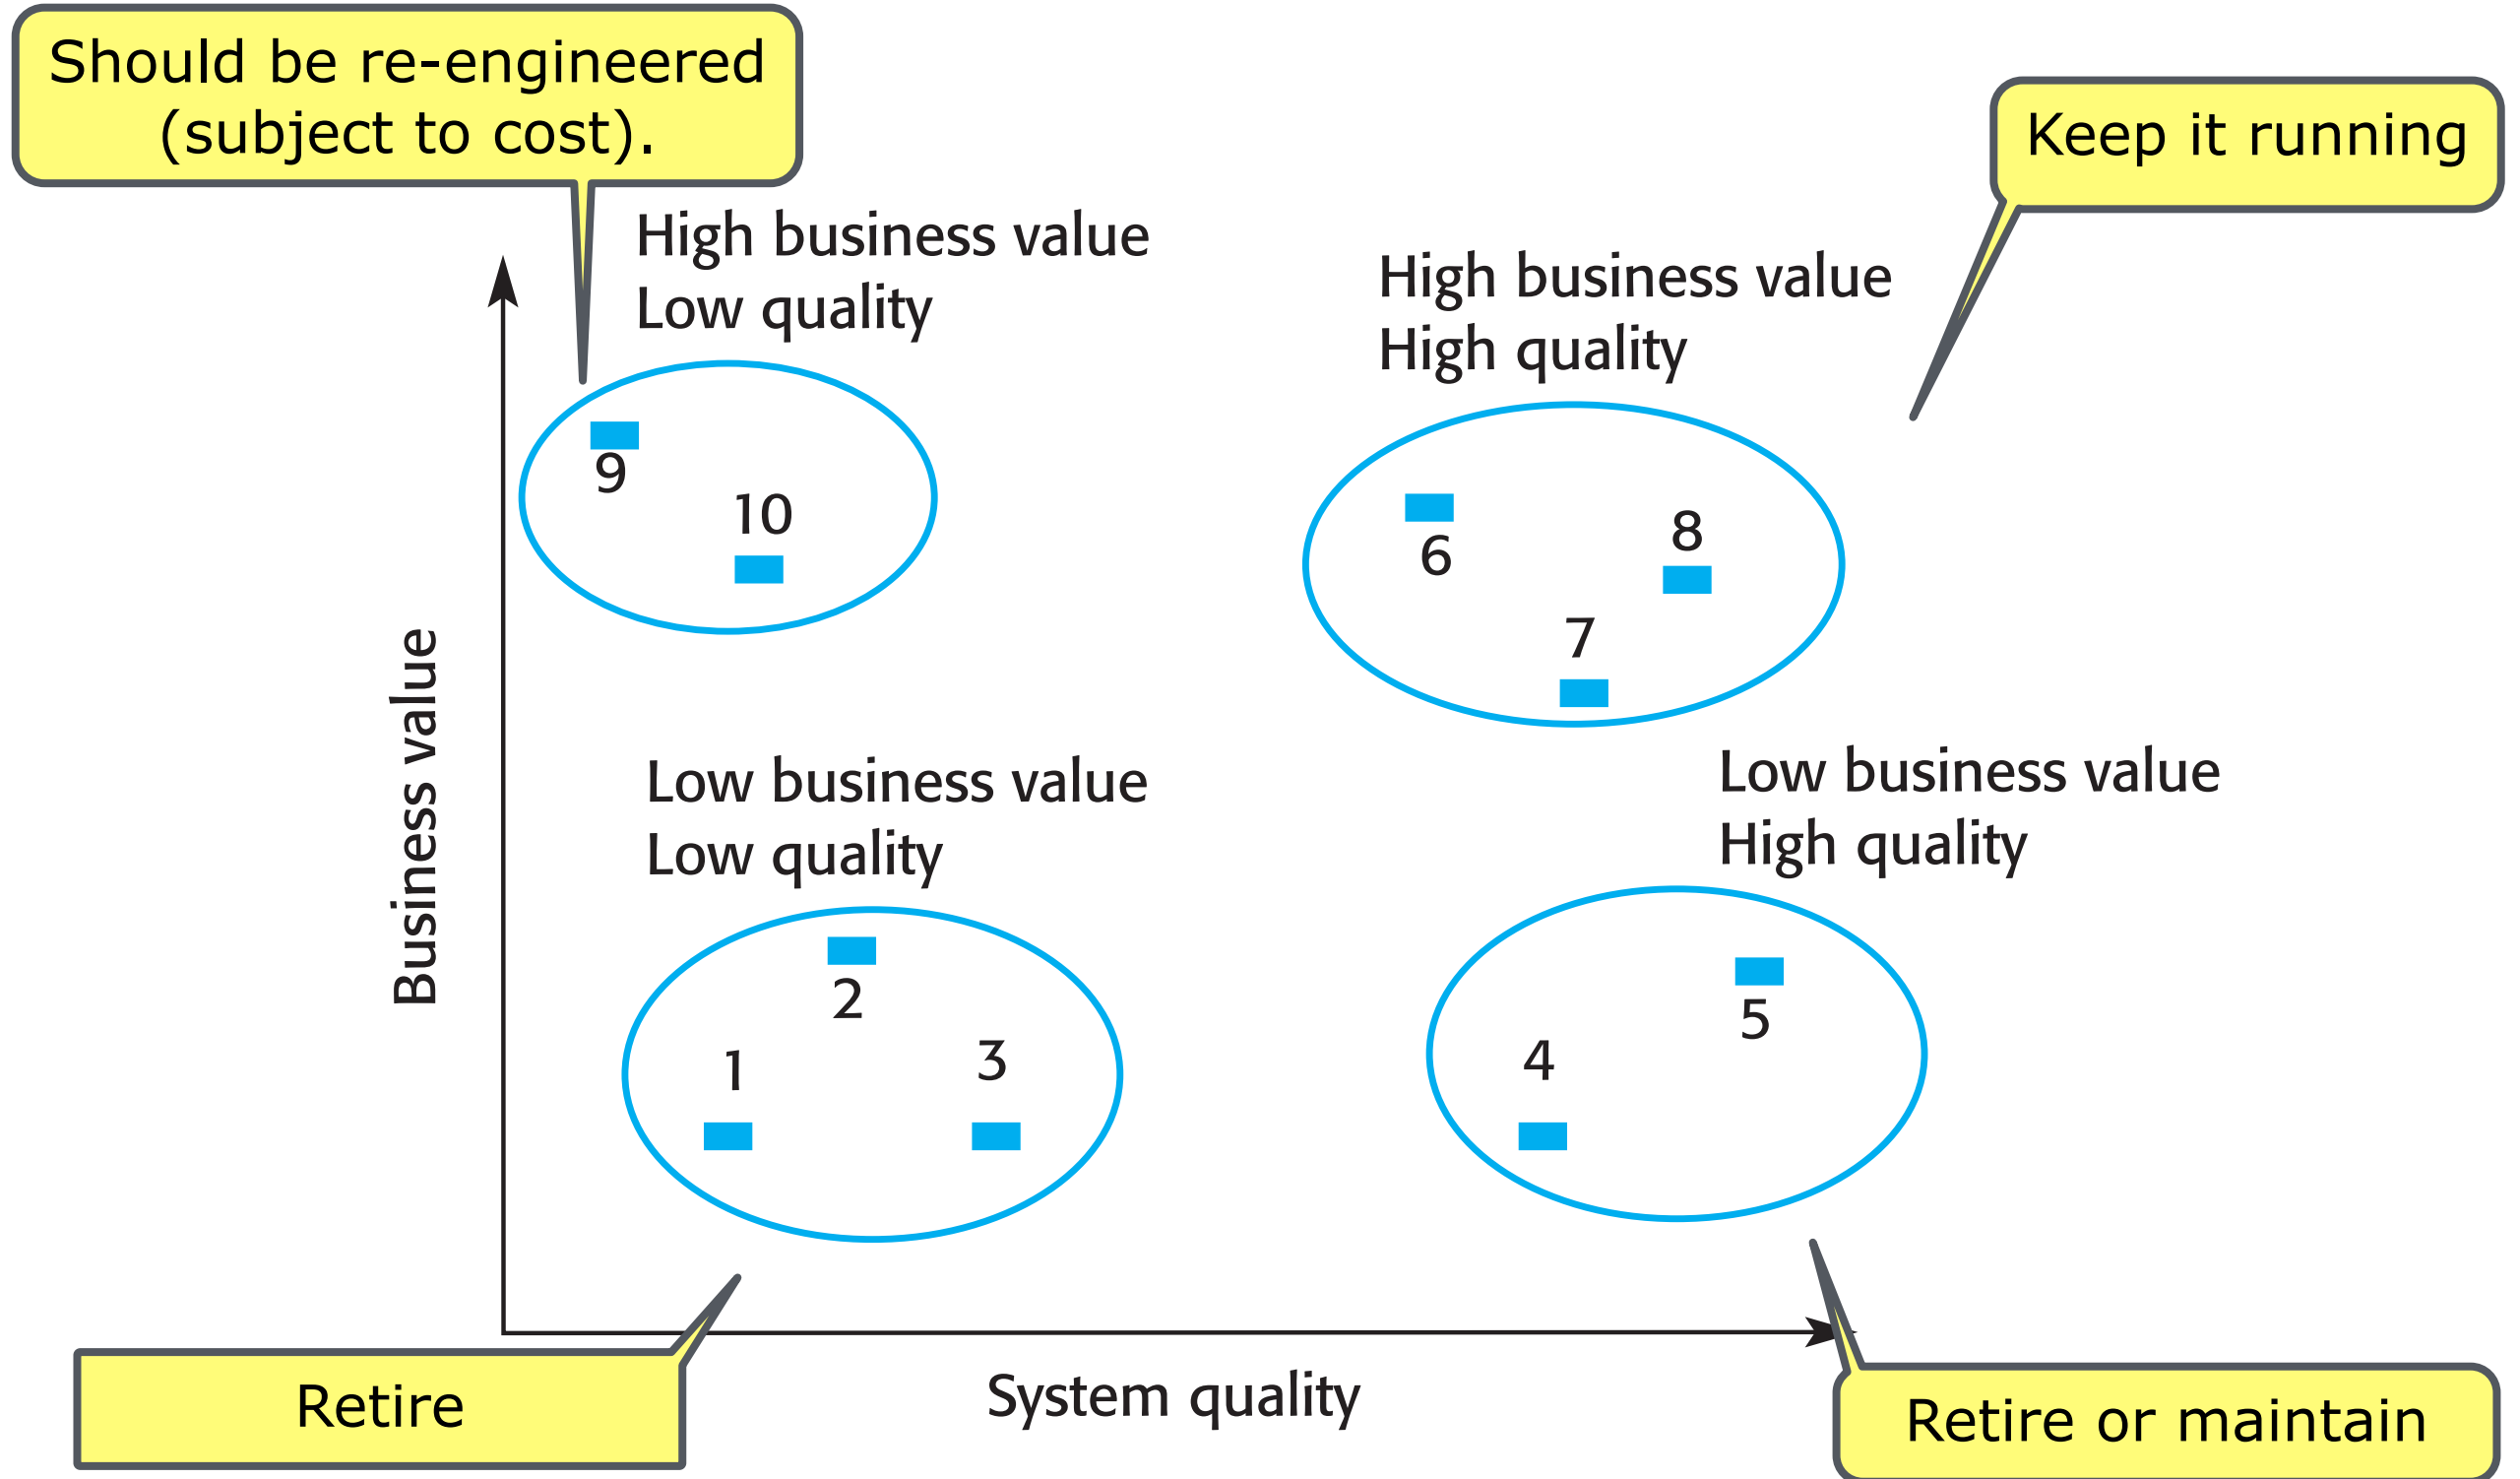 Should be re-engineered
(subject to cost).
Keep it running
High business value
Low quality
High business value
High quality
9
10
6
8
7
Business value
Low business value
Low quality
Low business value
High quality
2
1
3
5
4
Retire
System quality
Retire or maintain